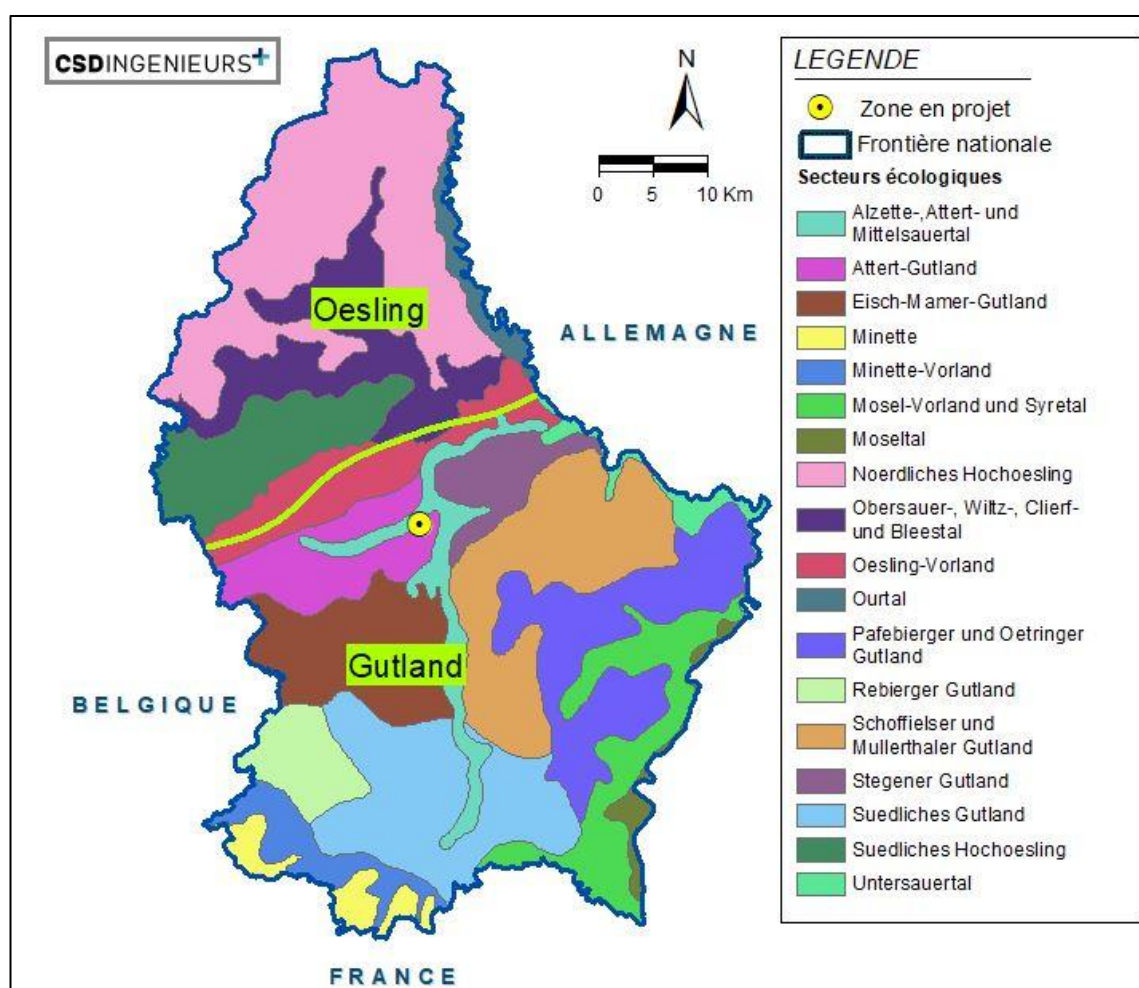 CSDINGENIEURS+
N
0 5 10 Km
Oesling
ALLEMAGNE
Gutland
BELGIQUE
FRANCE
LEGENDE
Zone en projet
Frontière nationale
Secteurs écologiques
Alzette-,Attert- und
Mittelsauertal
Attert-Gutland
Eisch-Mamer-Gutland
Minette
Minette-Vorland
Mosel-Vorland und Syretal
Moseltal
Noerdliches Hochoesling
Obersauer-, Wiltz-, Clierf-
und Bleestal
Oesling-Vorland
Ourtal
Pafebierger und Oetringer
Gutland
Rebierger Gutland
Schoffielser und
Mullerthaler Gutland
Stegener Gutland
Suedliches Gutland
Suedliches Hochoesling
Untersauertal